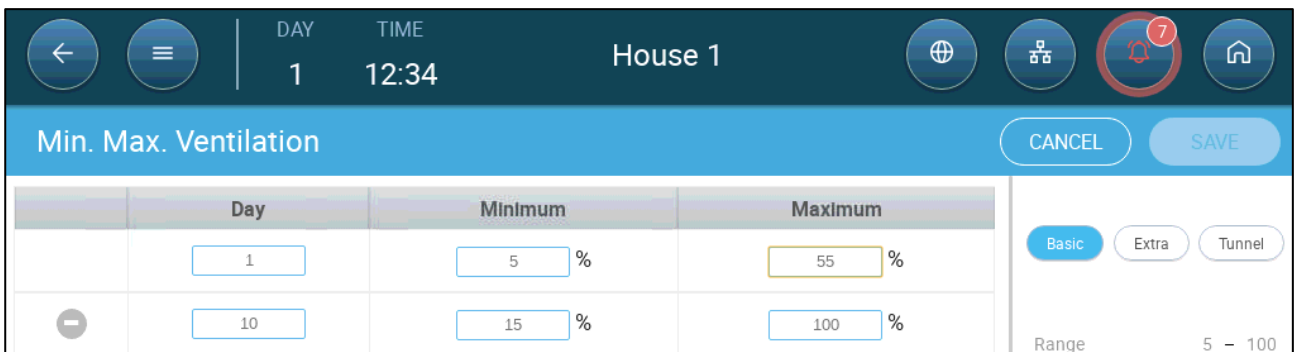 DAY TIME 7
1 12:34 House 1
Min. Max. Ventilation CANCEL SAVE
Day Minimum Maximum
1 5 % 55 % Basic Extra Tunnel
10 15 % 100 %
Range 5 – 100